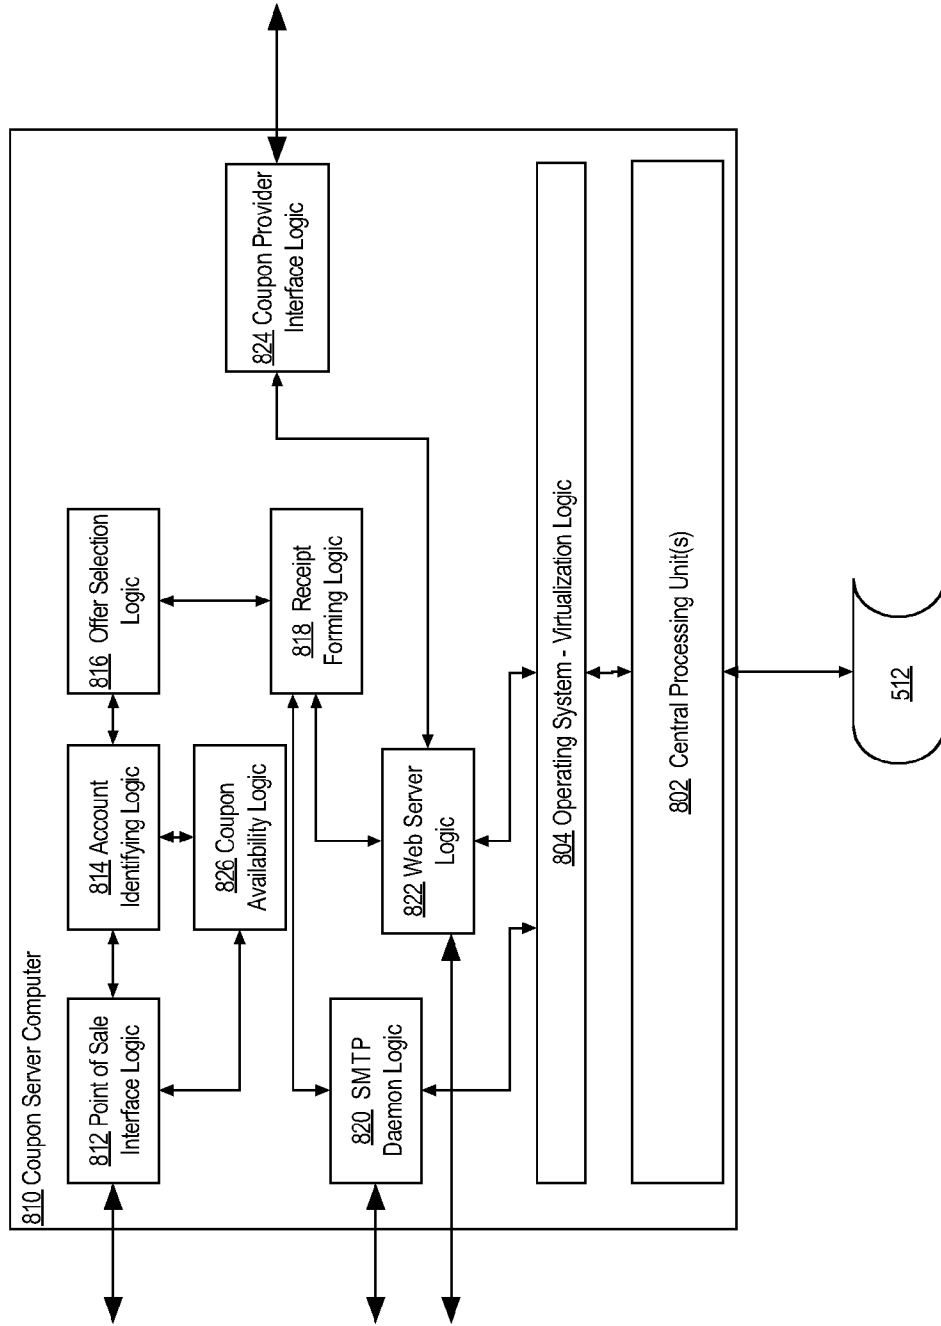 810 Coupon Server Computer
812 Point of Sale
Interface Logic
814 Account
Identifying Logic
816 Offer Selection
Logic
826 Coupon
Availability Logic
818 Receipt
Forming Logic
824 Coupon Provider
Interface Logic
820 SMTP
Daemon Logic
822 Web Server
Logic
804 Operating System - Virtualization Logic
802 Central Processing Unit(s)
512